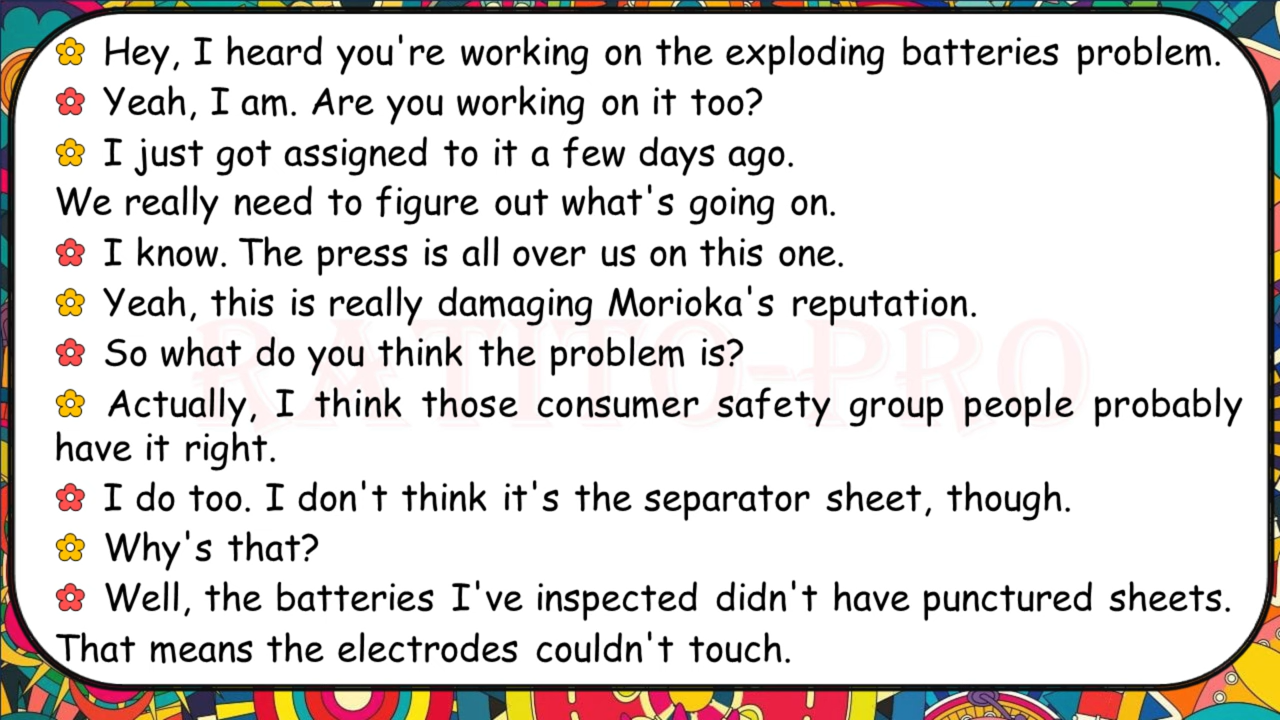 Hey, I heard you're working on the exploding batteries problem.
Yeah, I am. Are you working on it too?
I just got assigned to it a few days ago.
We really need to figure out what's going on.
I know. The press is all over us on this one.
Yeah, this is really damaging Morioka's reputation.
So what do you think the problem is?
RATITO-PRO
Actually, I think those consumer safety group people probably
have it right.
I do too. I don't think it's the separator sheet, though.
Why's that?
Well, the batteries I've inspected didn't have punctured sheets.
That means the electrodes couldn't touch.